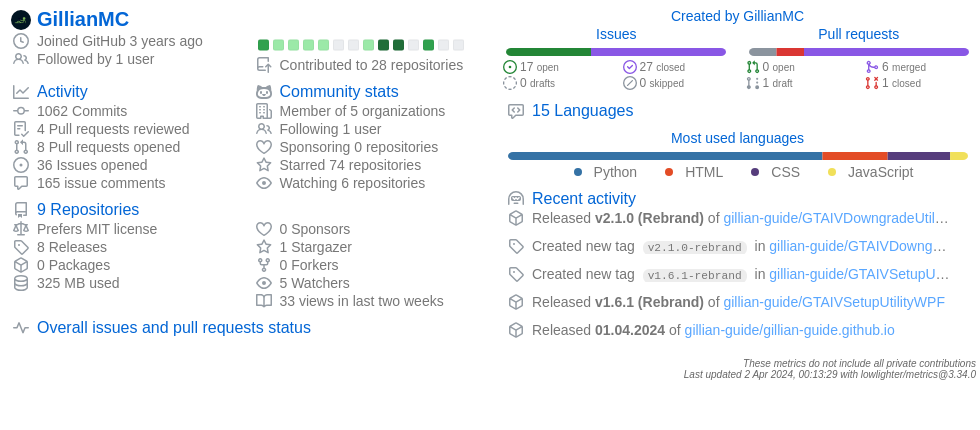 GillianMC
Joined GitHub 3 years ago
Followed by 1 user
Contributed to 28 repositories
Activity
1062 Commits
4 Pull requests reviewed
8 Pull requests opened
36 Issues opened
165 issue comments
Community stats
Member of 5 organizations
Following 1 user
Sponsoring 0 repositories
Starred 74 repositories
Watching 6 repositories
9 Repositories
Prefers MIT license
8 Releases
0 Packages
325 MB used
0 Sponsors
1 Stargazer
0 Forkers
5 Watchers
33 views in last two weeks
Overall issues and pull requests status
Created by GillianMC
Issues
17 open
27 closed
0 drafts
0 skipped
Pull requests
0 open
6 merged
1 draft
1 closed
15 Languages
Most used languages
Python HTML CSS JavaScript
Recent activity
Released v2.1.0 (Rebrand) of gillian-guide/GTAIVDowngradeUtil…
Created new tag v2.1.0-rebrand in gillian-guide/GTAIVDowng…
Created new tag v1.6.1-rebrand in gillian-guide/GTAIVSetupU…
Released v1.6.1 (Rebrand) of gillian-guide/GTAIVSetupUtilityWPF
Released 01.04.2024 of gillian-guide/gillian-guide.github.io
These metrics do not include all private contributions
Last updated 2 Apr 2024, 00:13:29 with lowlighter/metrics@3.34.0